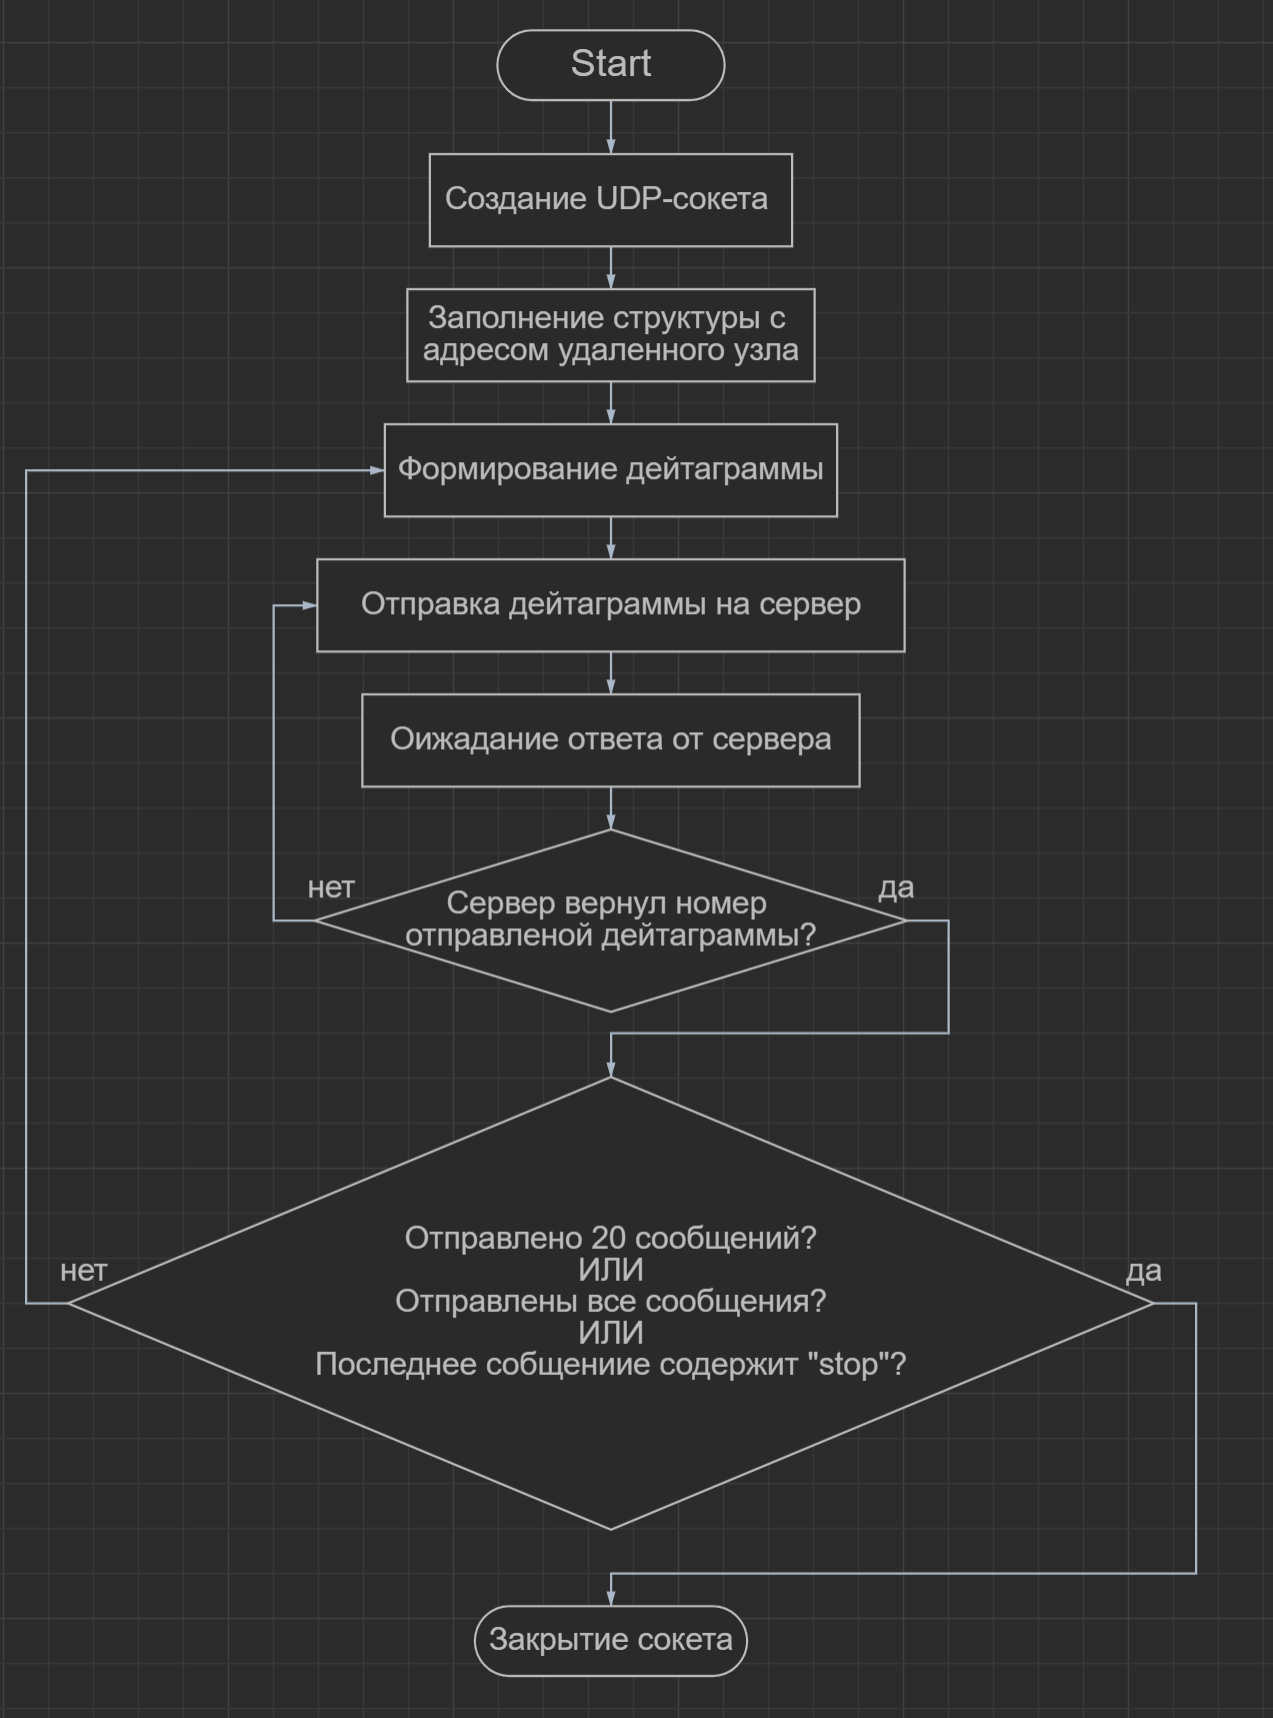 Start
Создание UDP-сокета
Заполнение структуры с
адресом удаленного узла
Формирование дейтаграммы
Отправка дейтаграммы на сервер
Оижадание ответа от сервера
нет
да
Сервер вернул номер
отправленой дейтаграммы?
Отправлено 20 сообщений?
ИЛИ
нет
да
Отправлены все сообщения?
ИЛИ
Последнее собщениие содержит "stop"?
Закрытие сокета